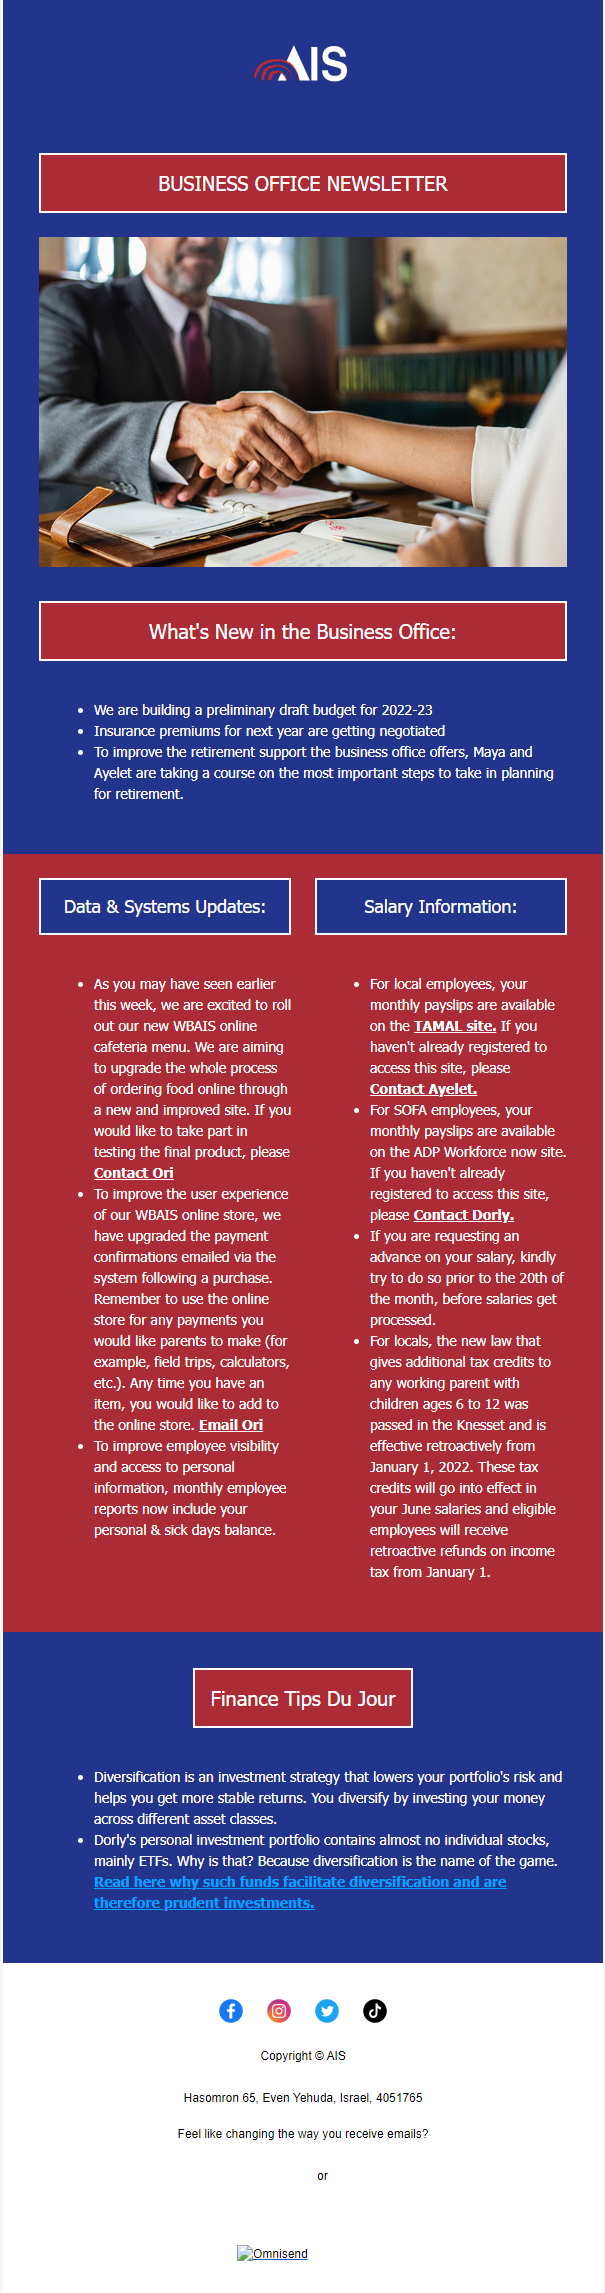 AIS
BUSINESS OFFICE NEWSLETTER
What's New in the Business Office:
We are building a preliminary draft budget for 2022-23
Insurance premiums for next year are getting negotiated
To improve the retirement support the business office offers, Maya and
Ayelet are taking a course on the most important steps to take in planning
for retirement.
Data & Systems Updates:
As you may have seen earlier
this week, we are excited to roll
out our new WBAIS online
cafeteria menu. We are aiming
to upgrade the whole process
of ordering food online through
a new and improved site. If you
would like to take part in
testing the final product, please
Contact Ori
To improve the user experience
of our WBAIS online store, we
have upgraded the payment
confirmations emailed via the
system following a purchase.
Remember to use the online
store for any payments you
would like parents to make (for
example, field trips, calculators,
etc.). Any time you have an
item, you would like to add to
the online store. Email Ori
To improve employee visibility
and access to personal
information, monthly employee
reports now include your
personal & sick days balance.
Salary Information:
For local employees, your
monthly payslips are available
on the TAMAL site. If you
haven't already registered to
access this site, please
Contact Ayelet.
For SOFA employees, your
monthly payslips are available
on the ADP Workforce now site.
If you haven't already
registered to access this site,
please Contact Dorly.
If you are requesting an
advance on your salary, kindly
try to do so prior to the 20th of
the month, before salaries get
processed.
For locals, the new law that
gives additional tax credits to
any working parent with
children ages 6 to 12 was
passed in the Knesset and is
effective retroactively from
January 1, 2022. These tax
credits will go into effect in
your June salaries and eligible
employees will receive
retroactive refunds on income
tax from January 1.
Finance Tips Du Jour
Diversification is an investment strategy that lowers your portfolio's risk and
helps you get more stable returns. You diversify by investing your money
across different asset classes.
Dorly's personal investment portfolio contains almost no individual stocks,
mainly ETFs. Why is that? Because diversification is the name of the game.
Read here why such funds facilitate diversification and are
therefore prudent investments.
Copyright © AIS
Hasomron 65, Even Yehuda, Israel, 4051765
Feel like changing the way you receive emails?
or
Omnisend